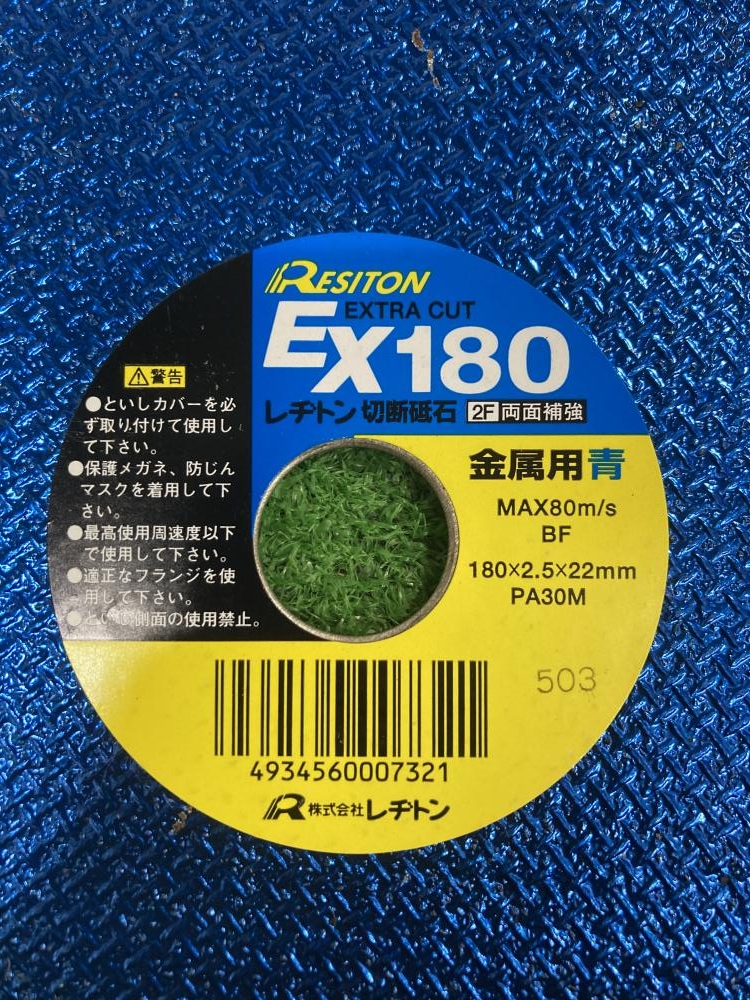 RESITON
EXTRA CUT
EX180
レヂトン 切断砥石 2F 両面補強
警告
●といしカバーを必
ず取り付けて使用し
て下さい。
●保護メガネ、防じん
マスクを着用して下
さい。
●最高使用周速度以下
で使用して下さい。
●適正なフランジを使
用して下さい。
●といし側面の使用禁止。
金属用青
MAX80m/s
BF
180×2.5×22mm
PA30M
503
4934560007321
R 株式会社レヂトン